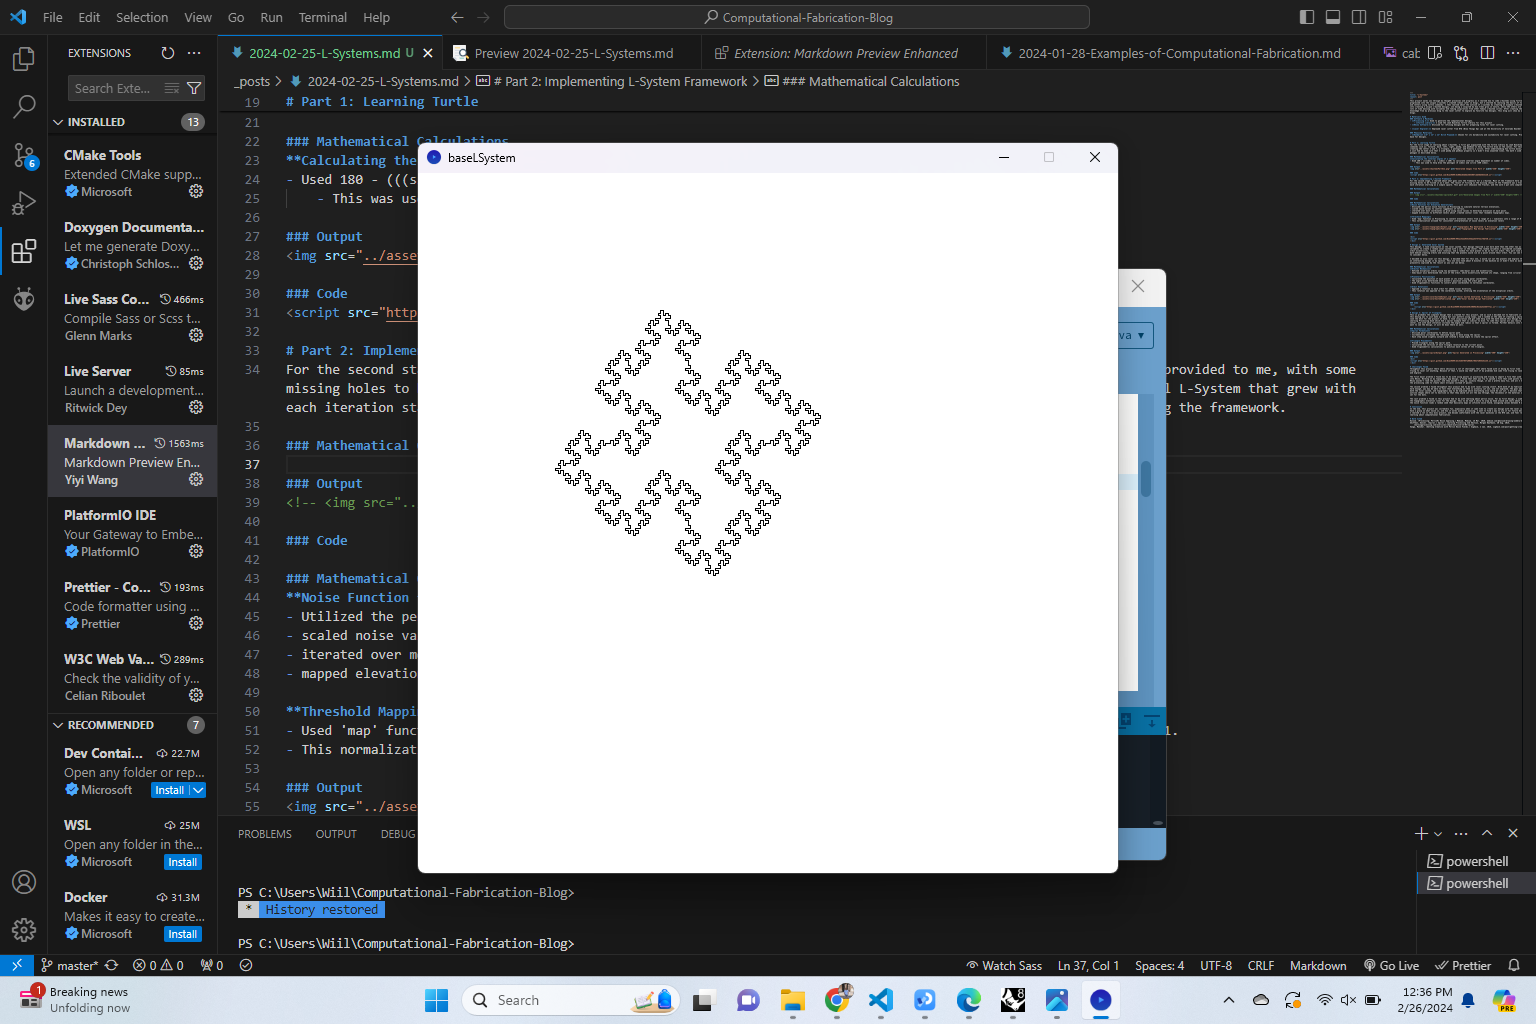 File Edit Selection View Go Run Terminal Help
Computational-Fabrication-Blog
EXTENSIONS
2024-02-25-L-Systems.md U
Preview 2024-02-25-L-Systems.md
Extension: Markdown Preview Enhanced
2024-01-28-Examples-of-Computational-Fabrication.md
cab
_posts > 2024-02-25-L-Systems.md > # Part 2: Implementing L-System Framework > ### Mathematical Calculations
Search Exte...
INSTALLED 13
CMake Tools
Extended CMake supp...
Microsoft
Doxygen Documenta...
Let me generate Doxy...
Christoph Schlos...
Live Sass Co... 466ms
Compile Sass or Scss t...
Glenn Marks
Live Server 85ms
Launch a developmen...
Ritwick Dey
Markdown ... 1563ms
Markdown Preview En...
Yiyi Wang
PlatformIO IDE
Your Gateway to Embe...
PlatformIO
Prettier - Co... 193ms
Code formatter using ...
Prettier
W3C Web Va... 289ms
Check the validity of y...
Celian Riboulet
RECOMMENDED 7
Dev Contai... 22.7M
Open any folder or rep...
Microsoft Install
WSL 25M
Open any folder in the...
Microsoft Install
Docker 31.3M
Makes it easy to create...
Microsoft Install
19 # Part 1: Learning Turtle
21
22 ### Mathematical Calculations
23 **Calculating the
24 - Used 180 - (((s
25 - This was us
26
27 ### Output
28 <img src="../asse
29
30 ### Code
31 <script src="http
32
33 # Part 2: Impleme
34 For the second st
provided to me, with some
missing holes to
l L-System that grew with
each iteration st
g the framework.
35
36 ### Mathematical
37
38 ### Output
39 <!-- <img src="..
40
41 ### Code
42
43 ### Mathematical
44 **Noise Function
45 - Utilized the pe
46 - scaled noise va
47 - iterated over m
48 - mapped elevatio
49
50 **Threshold Mappi
51 - Used 'map' func
l.
52 - This normalizat
53
54 ### Output
55 <img src="../asse
baseLSystem
va
PROBLEMS OUTPUT DEBUG
PS C:\Users\Wiil\Computational-Fabrication-Blog>
* History restored
PS C:\Users\Wiil\Computational-Fabrication-Blog>
powershell
powershell
master* 0 0 0
Watch Sass Ln 37, Col 1 Spaces: 4 UTF-8 CRLF Markdown Go Live Prettier
1
6
Breaking news
Unfolding now
Search
8
PRE
12:36 PM
2/26/2024